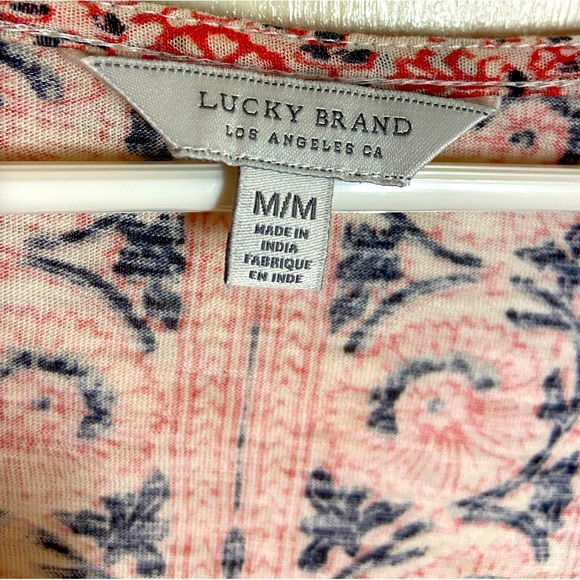 LUCKY BRAND
LOS ANGELES CA
M/M
MADE IN
INDIA
FABRIQUE
EN INDE